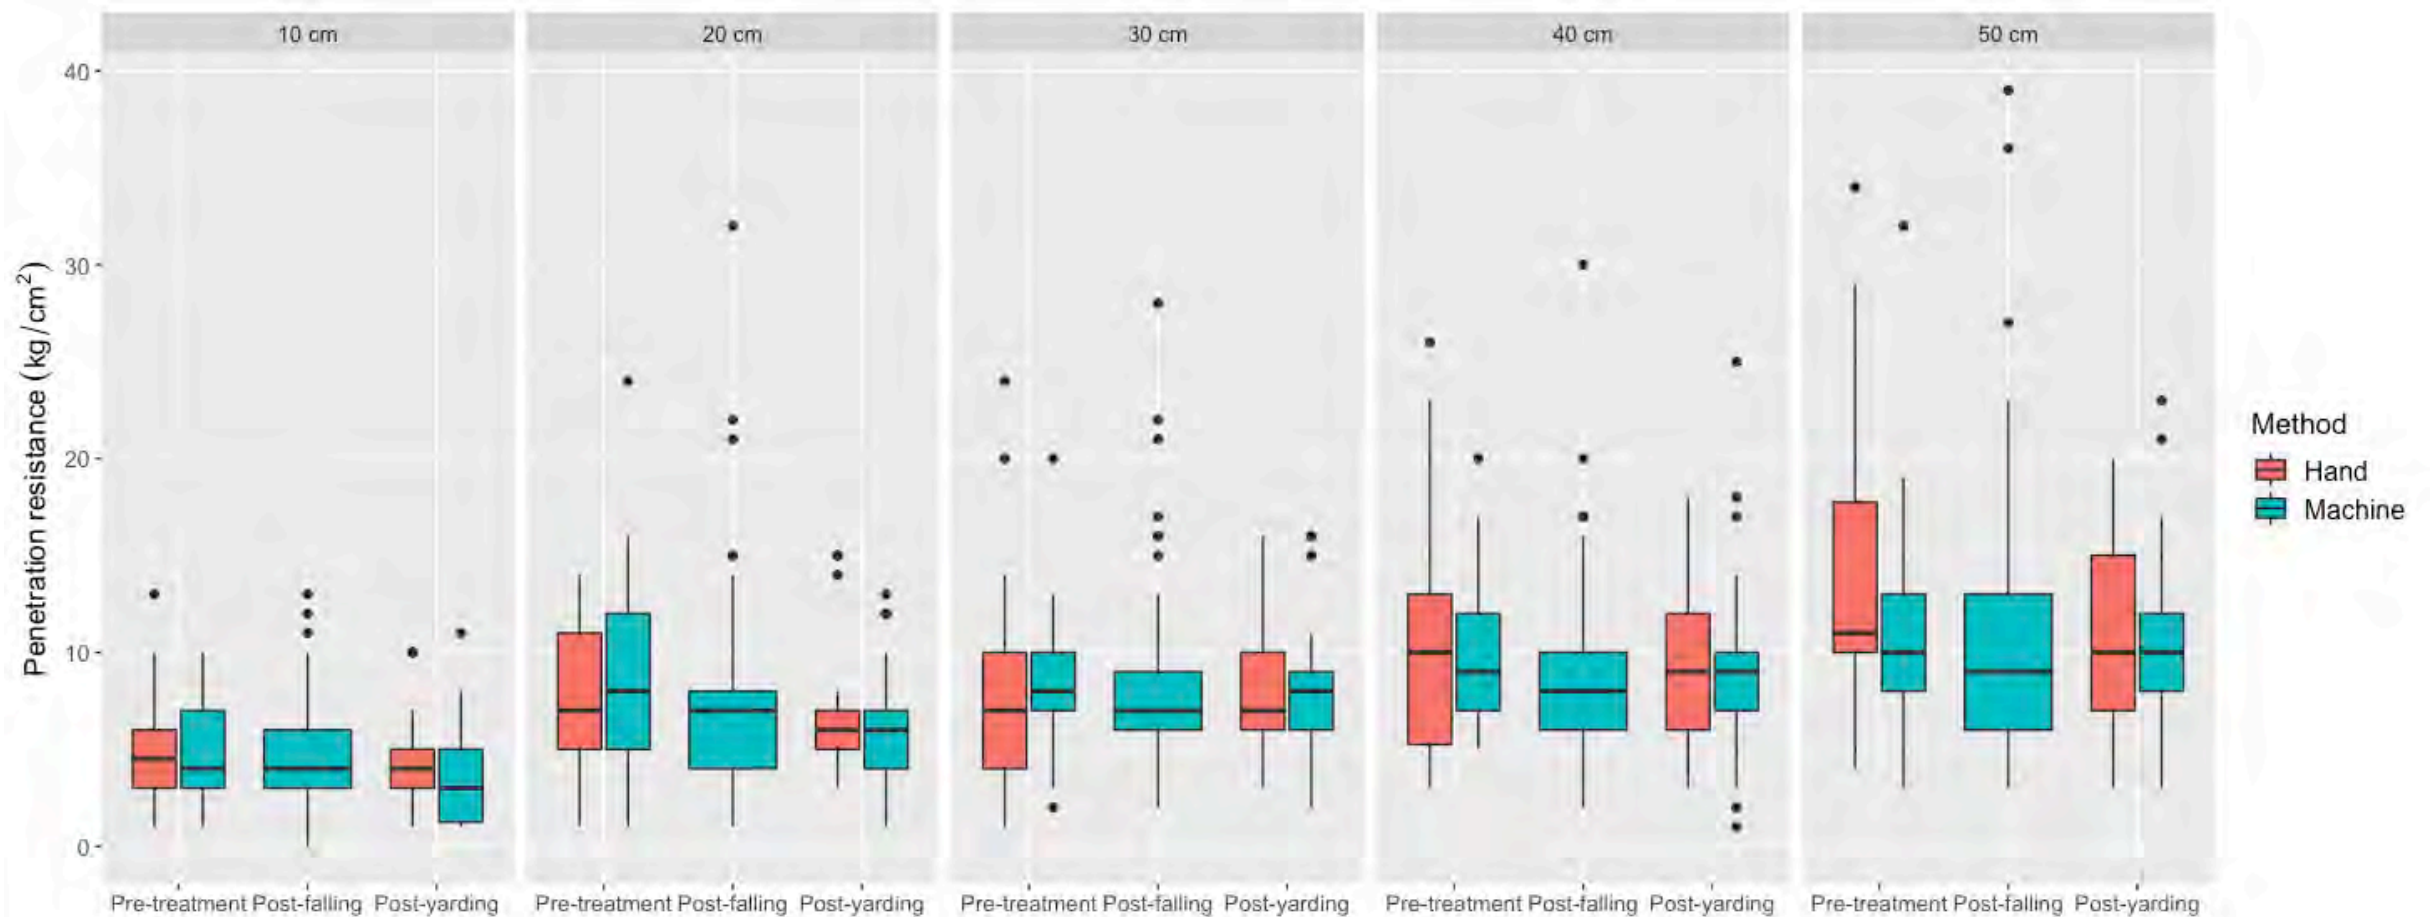 10 cm 20 cm 30 cm 40 cm 50 cm
Penetration resistance (kg/cm²)
40
30
20
10
0
Pre-treatment Post-falling Post-yarding Pre-treatment Post-falling Post-yarding Pre-treatment Post-falling Post-yarding Pre-treatment Post-falling Post-yarding Pre-treatment Post-falling Post-yarding
Method
Hand
Machine